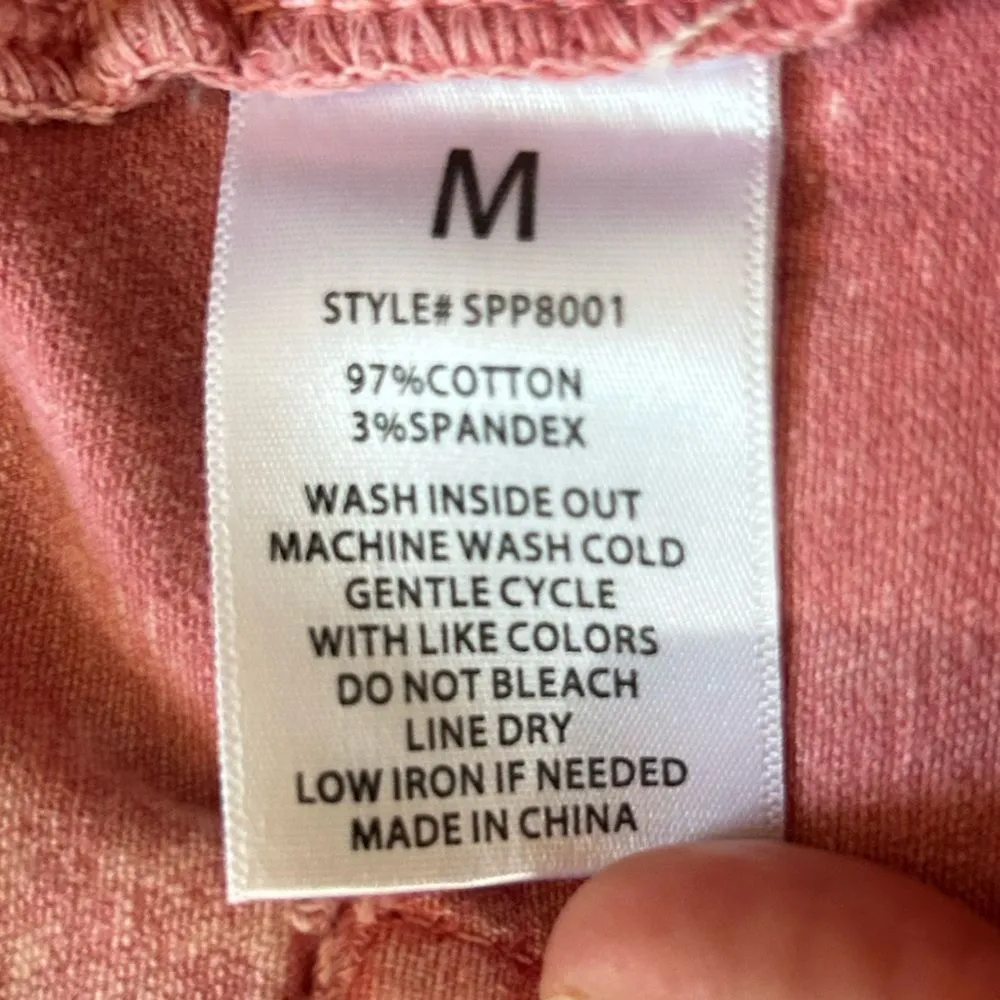 M
STYLE# SPP8001
97%COTTON
3%SPANDEX
WASH INSIDE OUT
MACHINE WASH COLD
GENTLE CYCLE
WITH LIKE COLORS
DO NOT BLEACH
LINE DRY
LOW IRON IF NEEDED
MADE IN CHINA